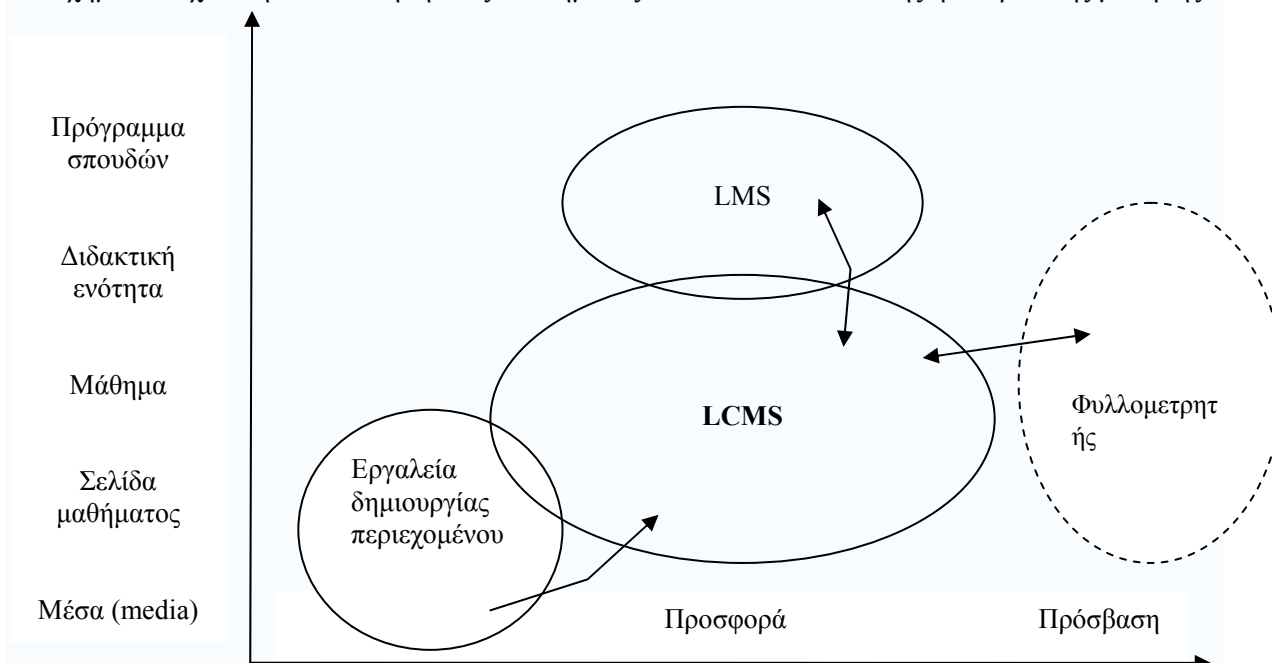 Πρόγραμμα
σπουδών
LMS
Διδακτική
ενότητα
Μάθημα
LCMS
Φυλλομετρητ
ής
Εργαλεία
δημιουργίας
περιεχομένου
Σελίδα
μαθήματος
Μέσα (media)
Προσφορά
Πρόσβαση